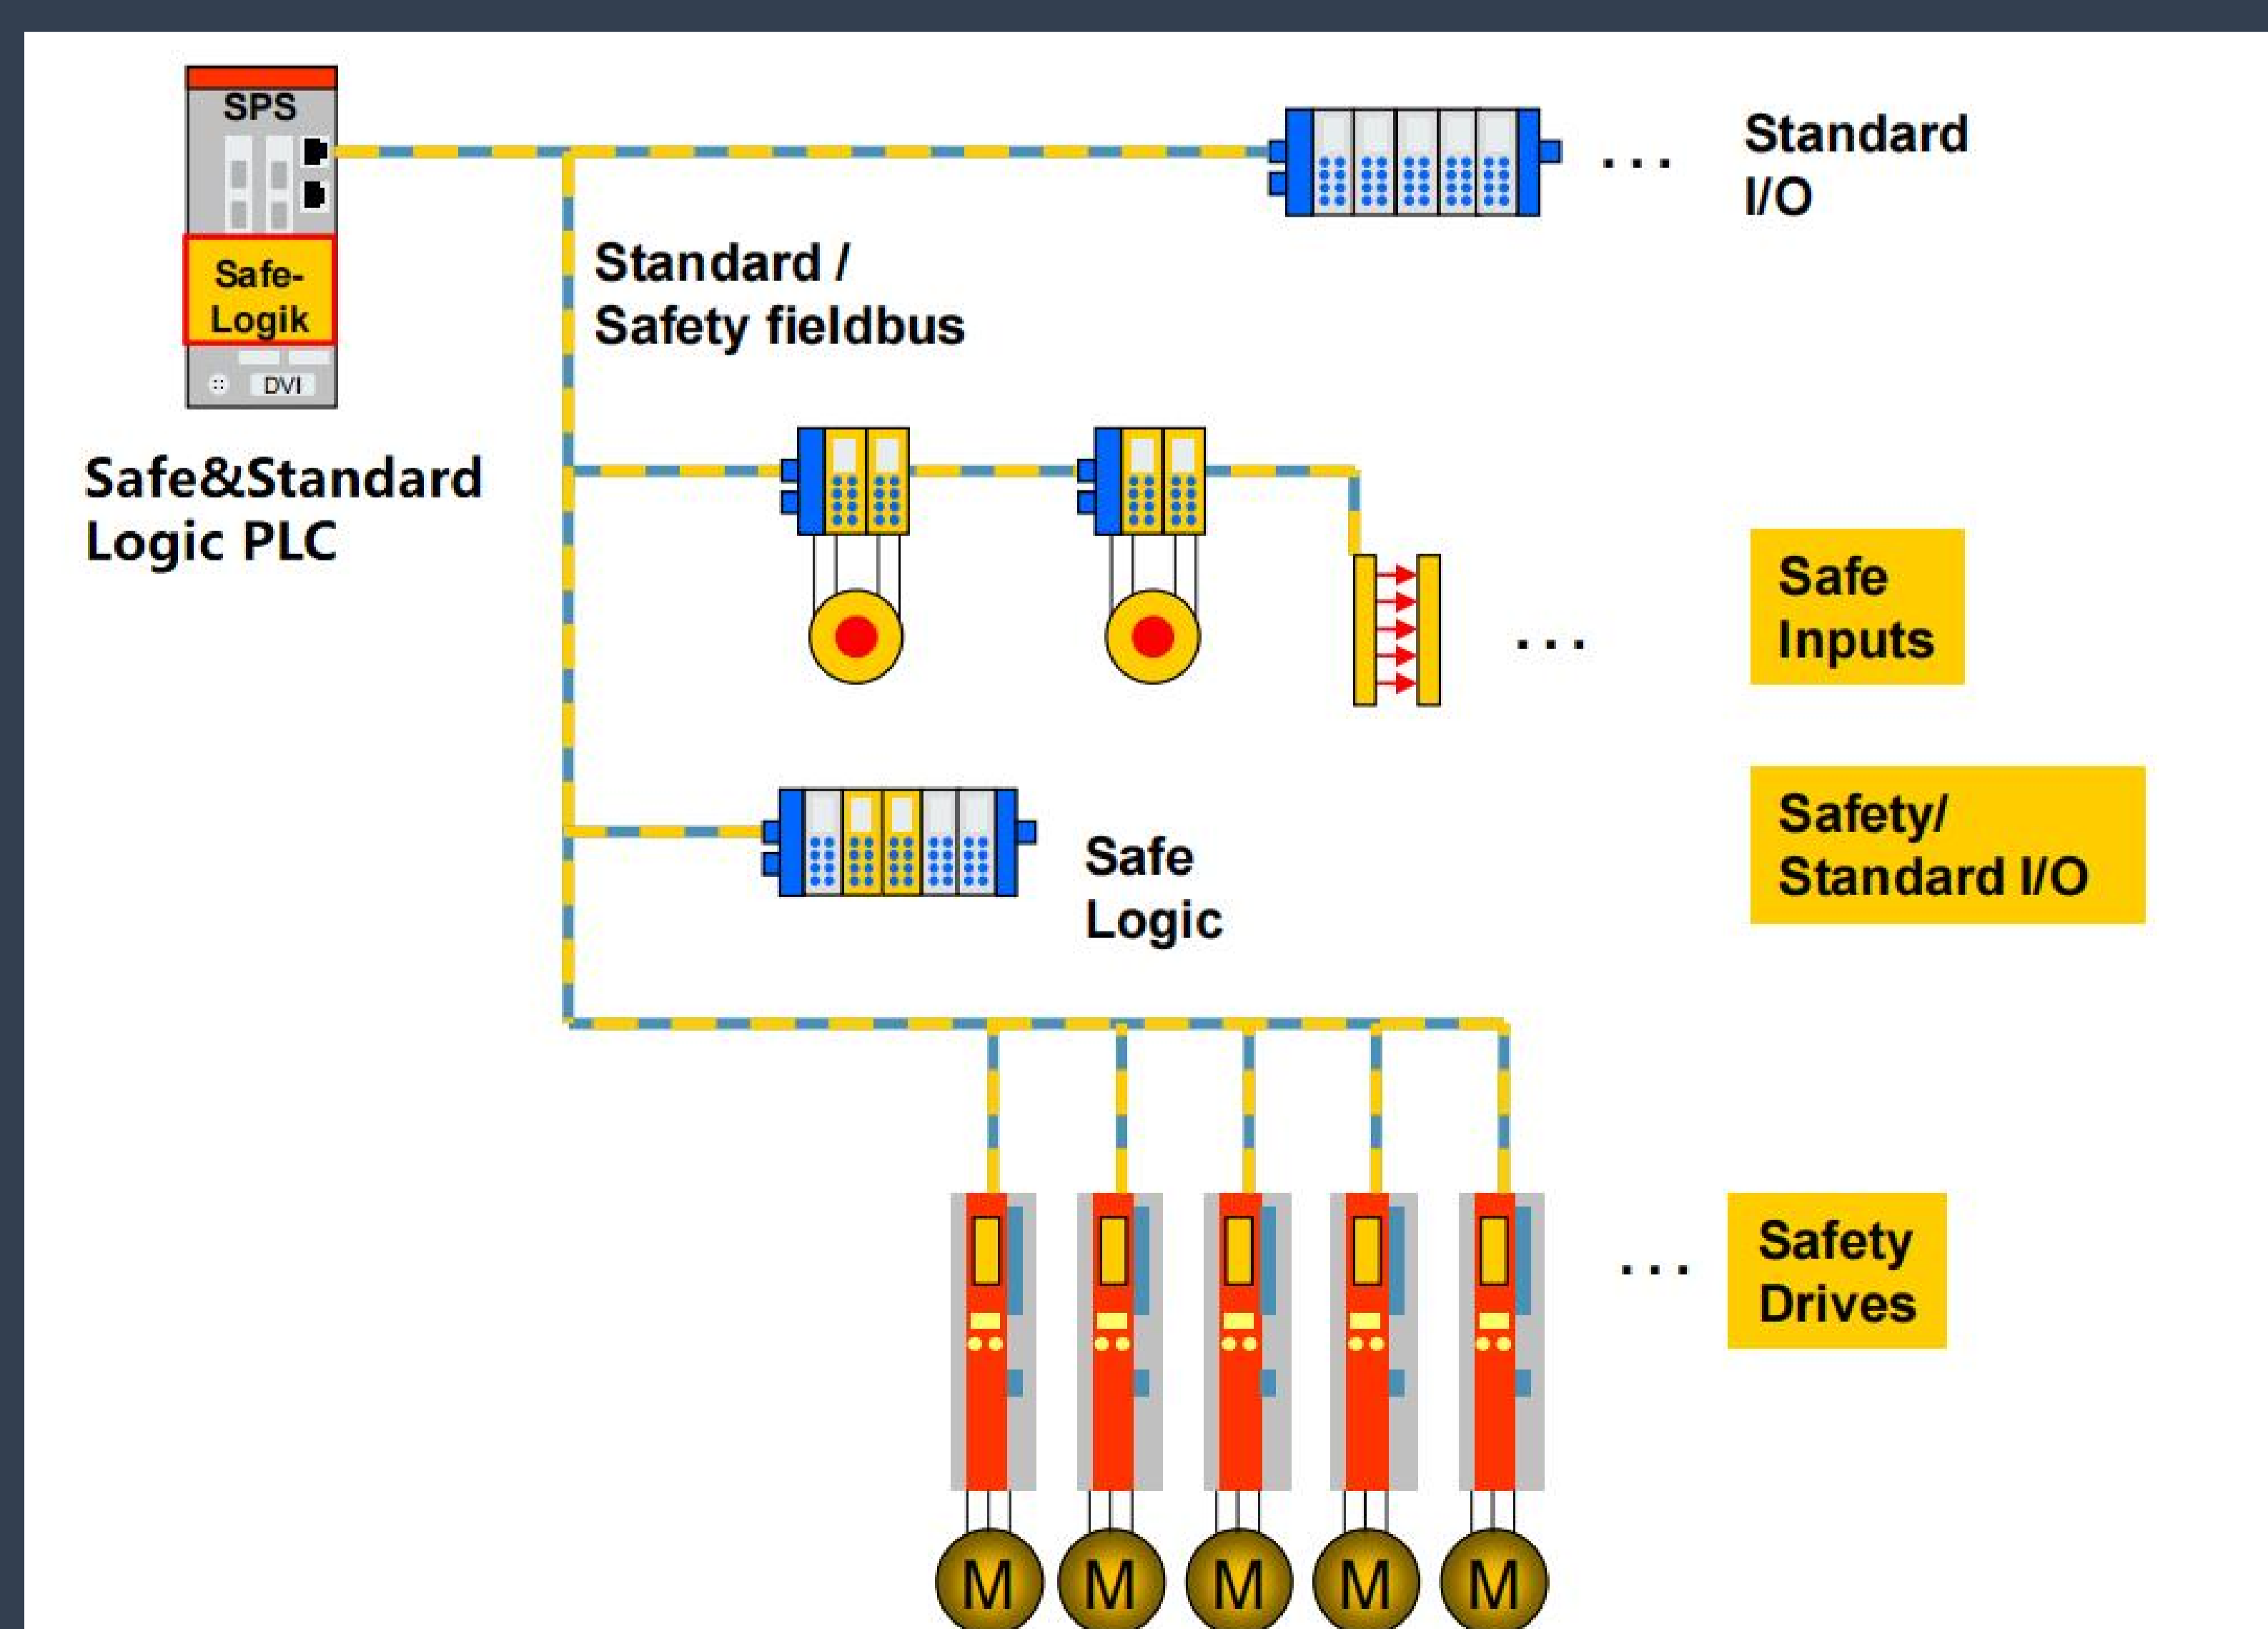 SPS
Safe-
Logik
DVI
Safe&Standard
Logic PLC
Standard /
Safety fieldbus
...
Standard
I/O
...
Safe
Inputs
Safe
Logic
Safety/
Standard I/O
...
Safety
Drives
M M M M M